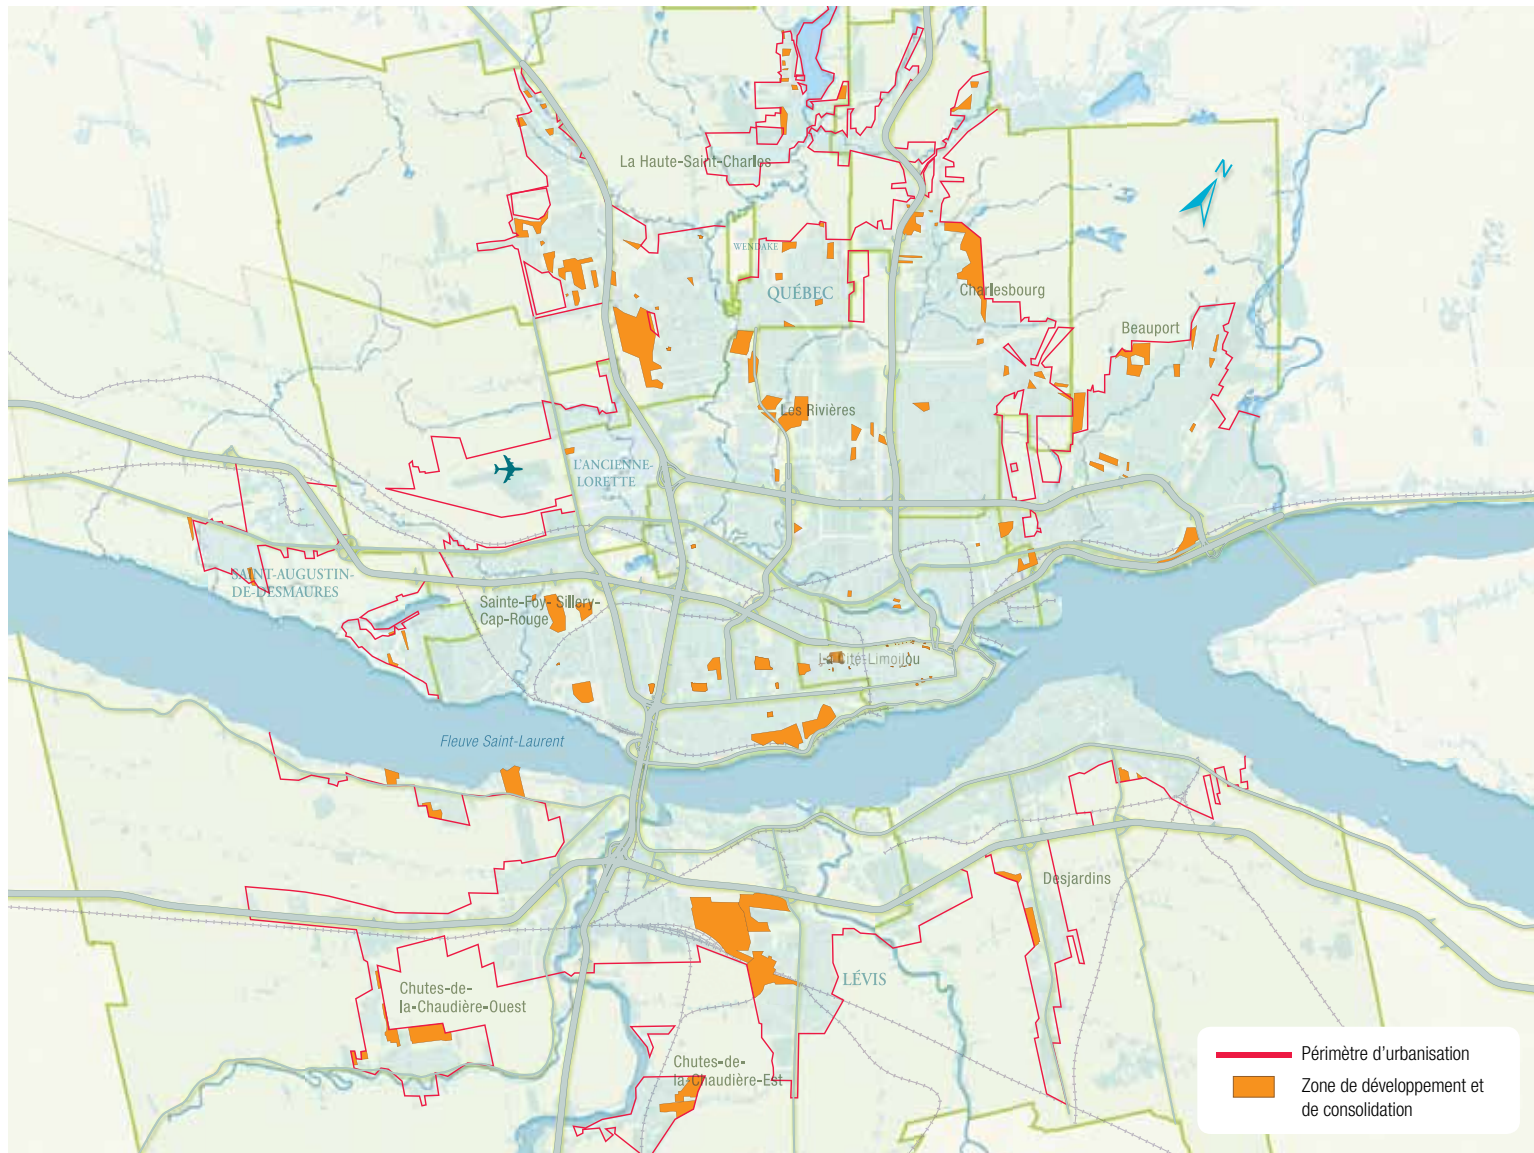 La Haute-Saint-Charles
N
WENDAKE
QUÉBEC
Charlesbourg
Beauport
Les Rivières
L'ANCIENNE-
LORETTE
SAINT-AUGUSTIN-
DE-DESMAURES
Sainte-Foy- Sillery-
Cap-Rouge
La Cité-Limoilou
Fleuve Saint-Laurent
Desjardins
LÉVIS
Chutes-de-
la-Chaudière-Ouest
Chutes-de-
la-Chaudière-Est
Périmètre d'urbanisation
Zone de développement et
de consolidation